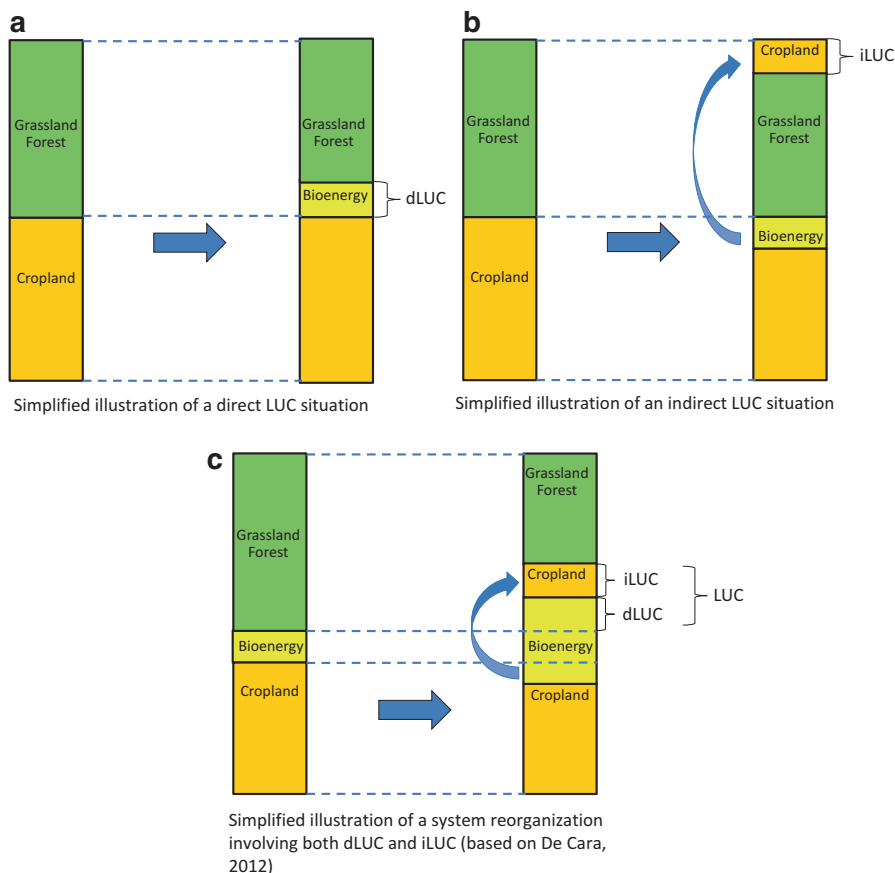 a
Grassland
Forest
Cropland
Grassland
Forest
Bioenergy
dLUC
Simplified illustration of a direct LUC situation
b
Grassland
Forest
Cropland
Cropland
iLUC
Grassland
Forest
Bioenergy
Simplified illustration of an indirect LUC situation
c
Grassland
Forest
Bioenergy
Cropland
Grassland
Forest
Cropland
iLUC
LUC
dLUC
Bioenergy
Cropland
Simplified illustration of a system reorganization
involving both dLUC and iLUC (based on De Cara,
2012)